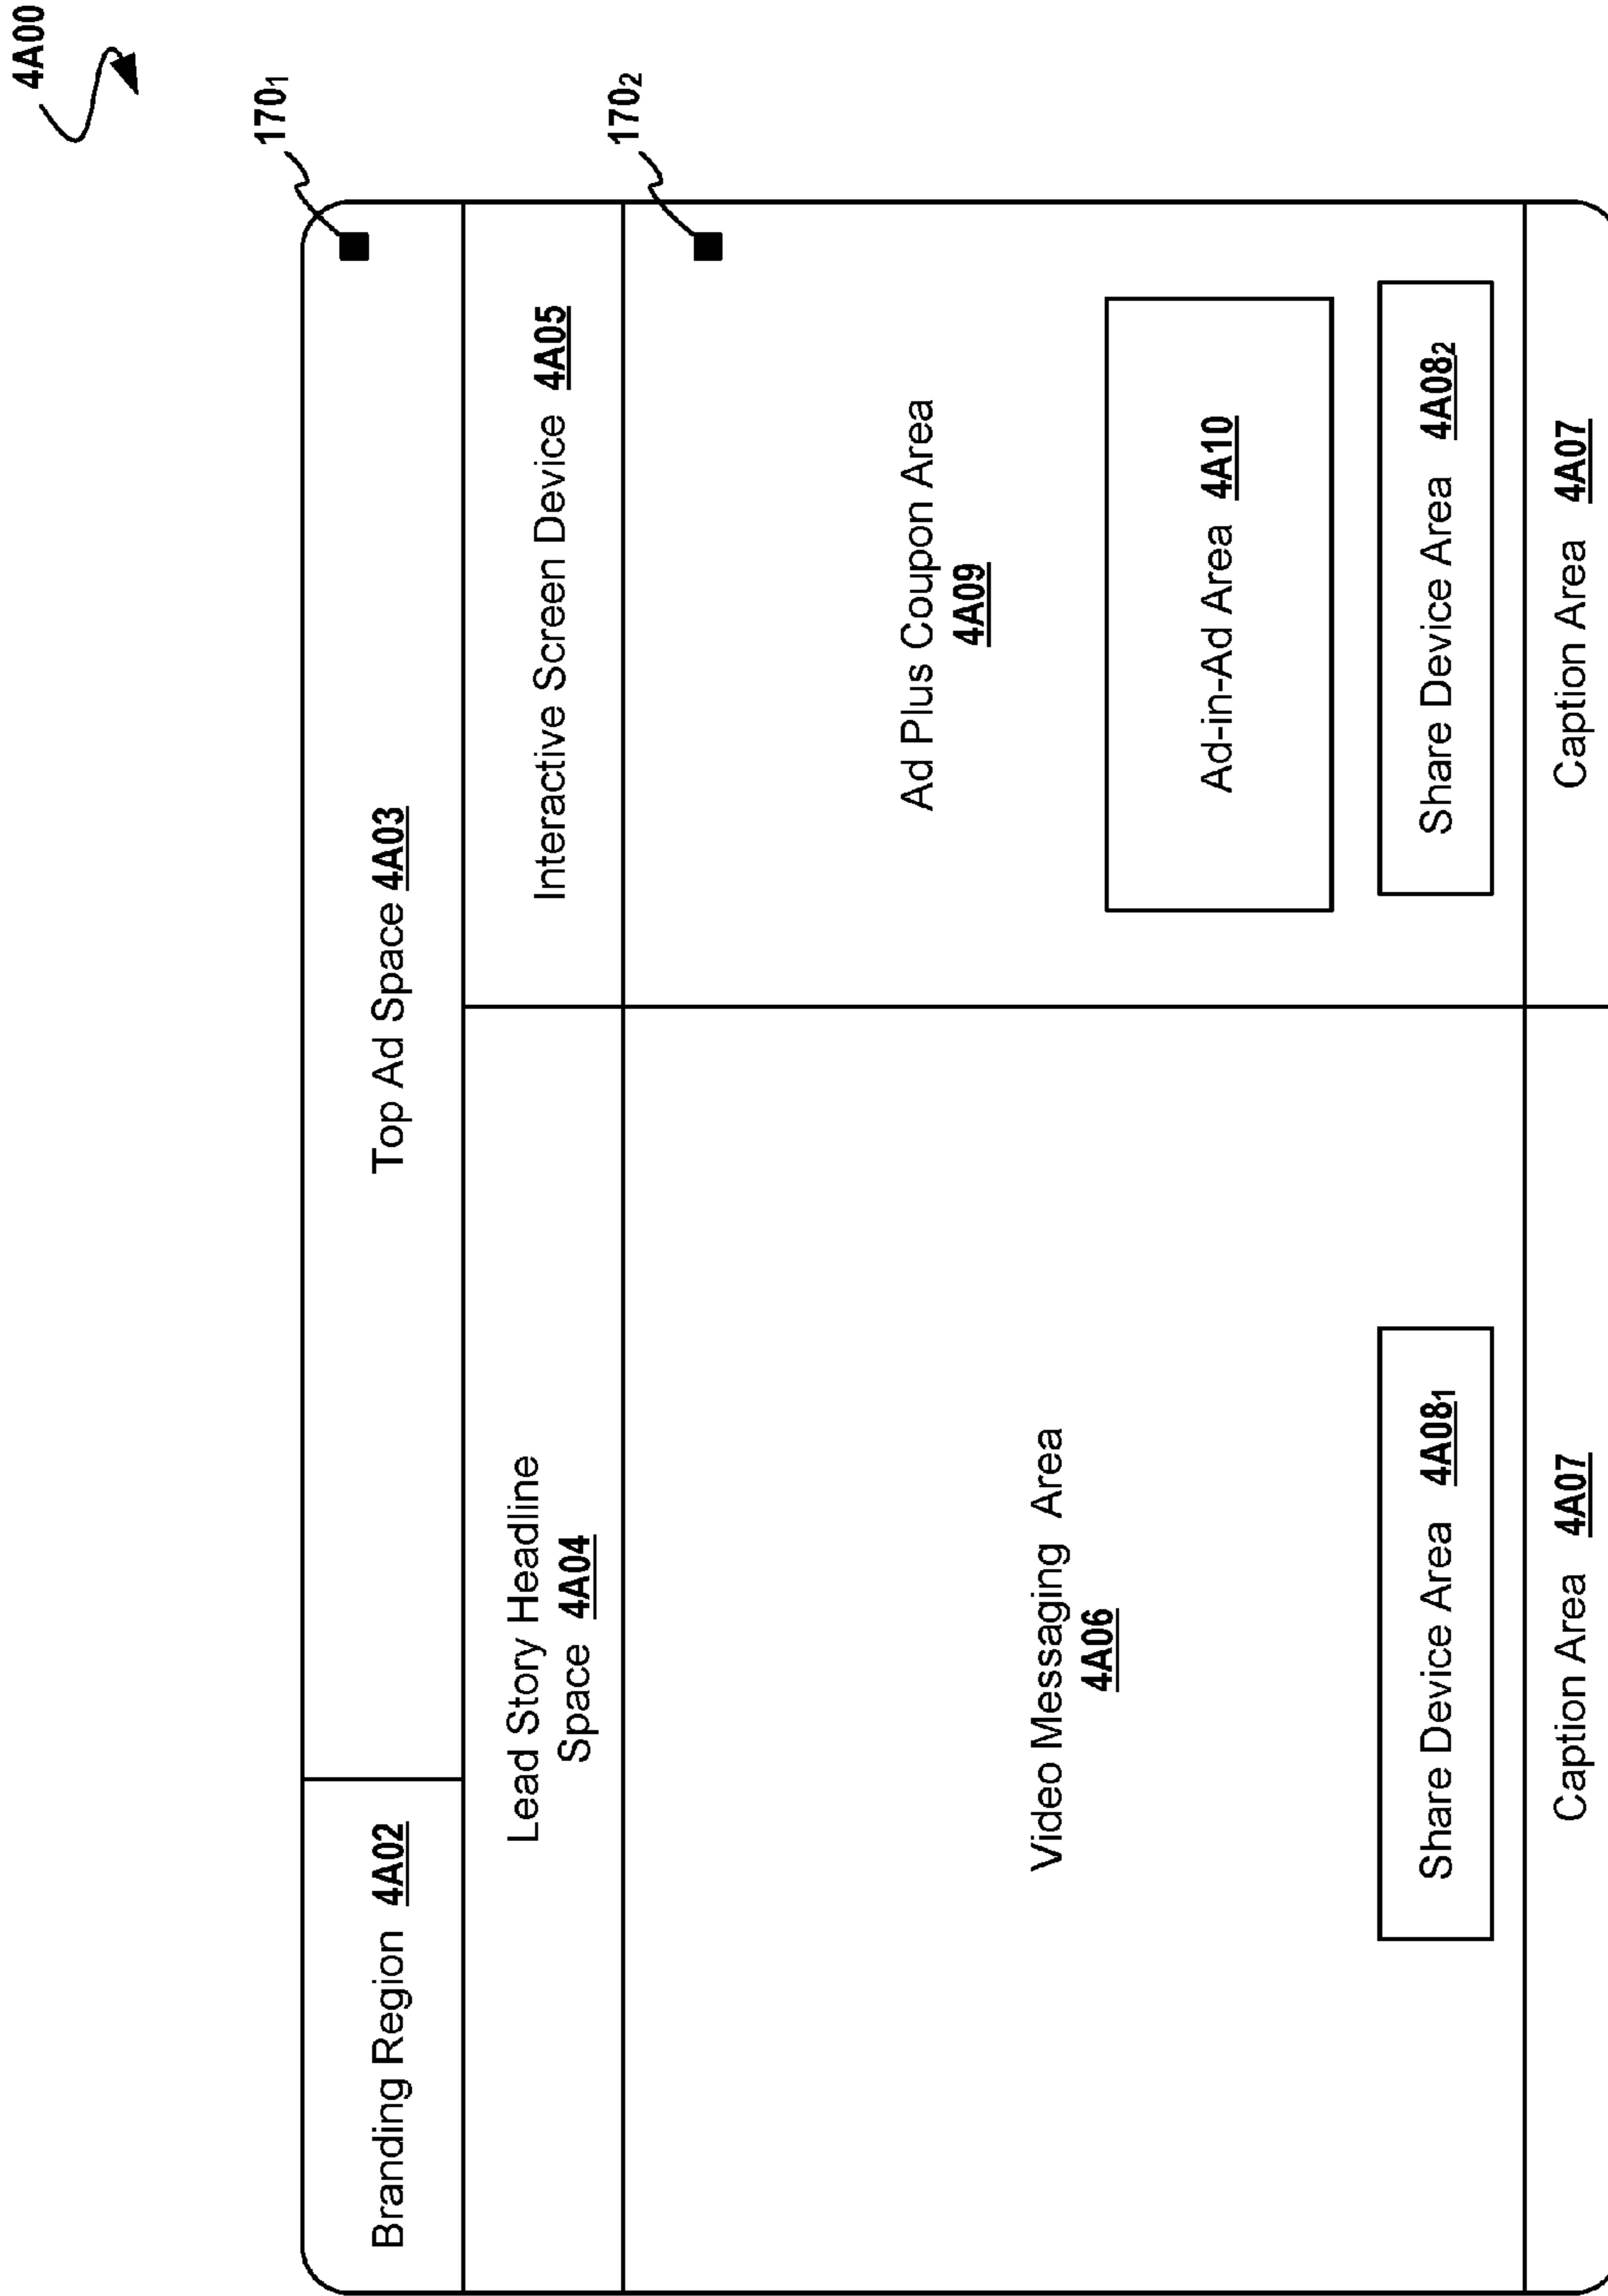 4A00
170₁
Branding Region 4A02
Top Ad Space 4A03
Lead Story Headline
Space 4A04
Interactive Screen Device 4A05
170₂
Video Messaging Area
4A06
Ad Plus Coupon Area
4A09
Ad-in-Ad Area 4A10
Share Device Area 4A08₁
Share Device Area 4A08₂
Caption Area 4A07
Caption Area 4A07